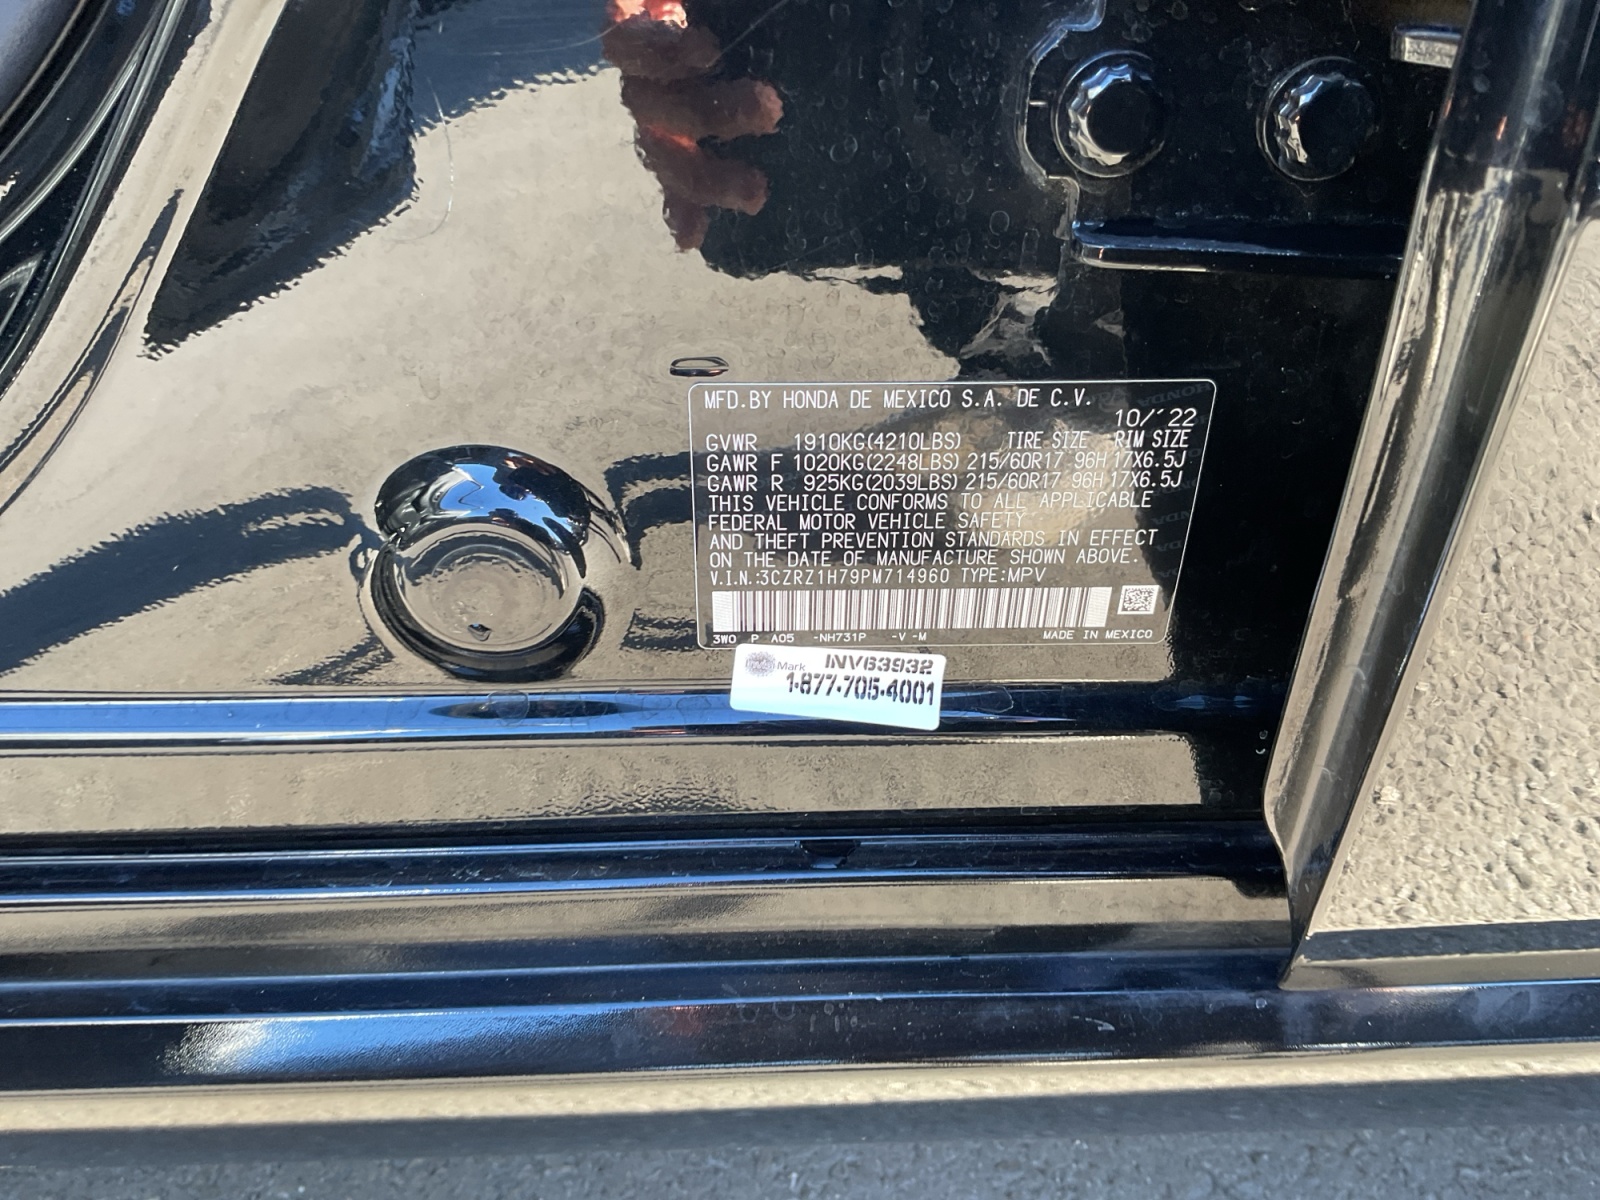 MFD.BY HONDA DE MEXICO S.A. DE C.V.
10/'22
GVWR 1910KG(4210LBS) TIRE SIZE RIM SIZE
GAWR F 1020KG(2248LBS) 215/60R17 96H 17X6.5J
GAWR R 925KG(2039LBS) 215/60R17 96H 17X6.5J
THIS VEHICLE CONFORMS TO ALL APPLICABLE
FEDERAL MOTOR VEHICLE SAFETY
AND THEFT PREVENTION STANDARDS IN EFFECT
ON THE DATE OF MANUFACTURE SHOWN ABOVE.
V.I.N.:3CZRZ1H79PM714960 TYPE:MPV
3W0 P A05 -NH731P -V -M MADE IN MEXICO
Mark INV63932
1-877-705-4001